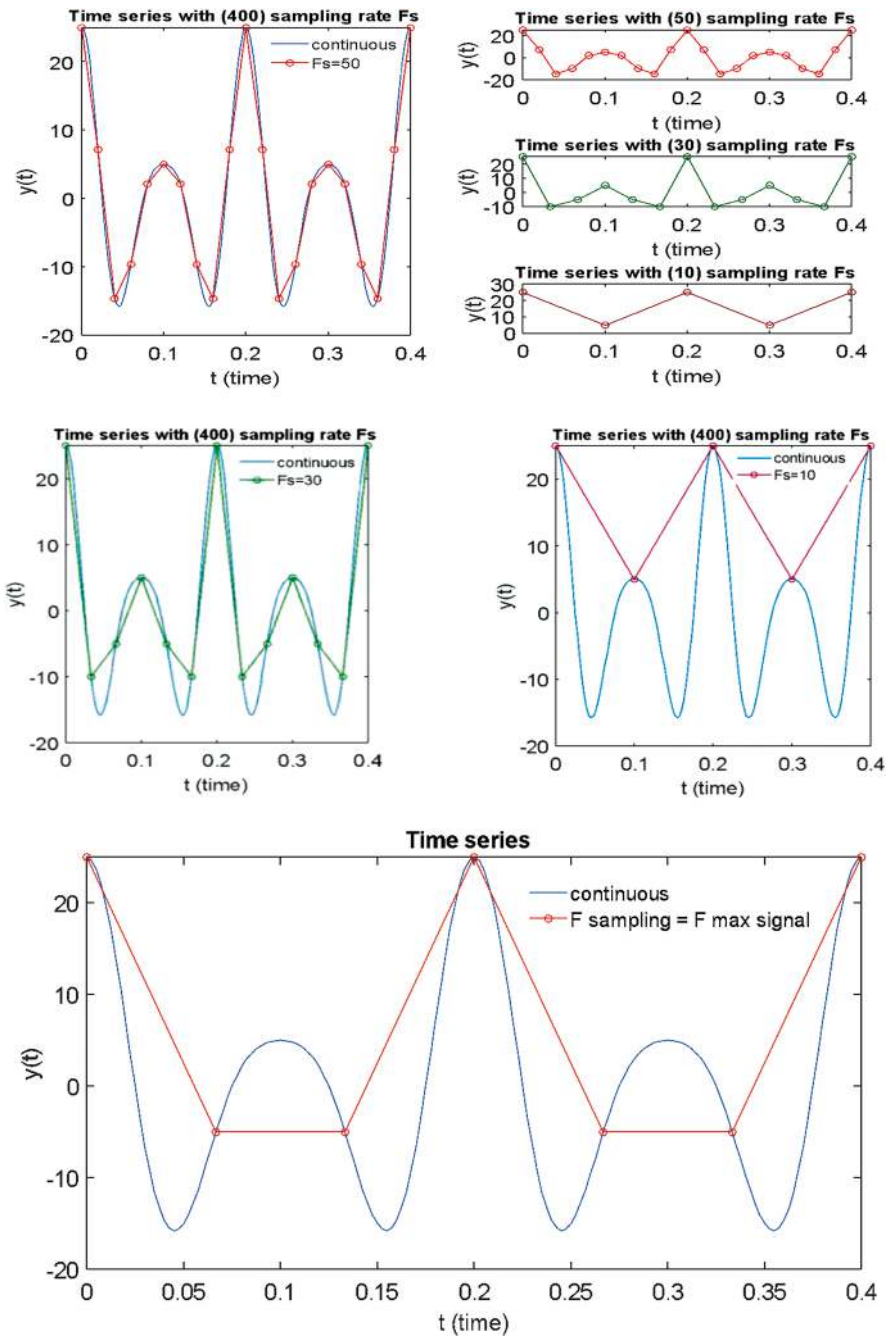 Time series with (400) sampling rate Fs
continuous
Fs=50
20
10
0
-10
-20
y(t)
0 0.1 0.2 0.3 0.4
t (time)
Time series with (50) sampling rate Fs
20
0
-20
y(t)
0 0.1 0.2 0.3 0.4
t (time)
Time series with (30) sampling rate Fs
20
10
0
-10
y(t)
0 0.1 0.2 0.3 0.4
t (time)
Time series with (10) sampling rate Fs
30
20
10
0
y(t)
0 0.1 0.2 0.3 0.4
t (time)
Time series with (400) sampling rate Fs
continuous
Fs=30
20
10
0
-10
-20
y(t)
0 0.1 0.2 0.3 0.4
t (time)
Time series with (400) sampling rate Fs
continuous
Fs=10
20
10
0
-10
-20
y(t)
0 0.1 0.2 0.3 0.4
t (time)
Time series
continuous
F sampling = F max signal
20
10
0
-10
-20
y(t)
0 0.05 0.1 0.15 0.2 0.25 0.3 0.35 0.4
t (time)